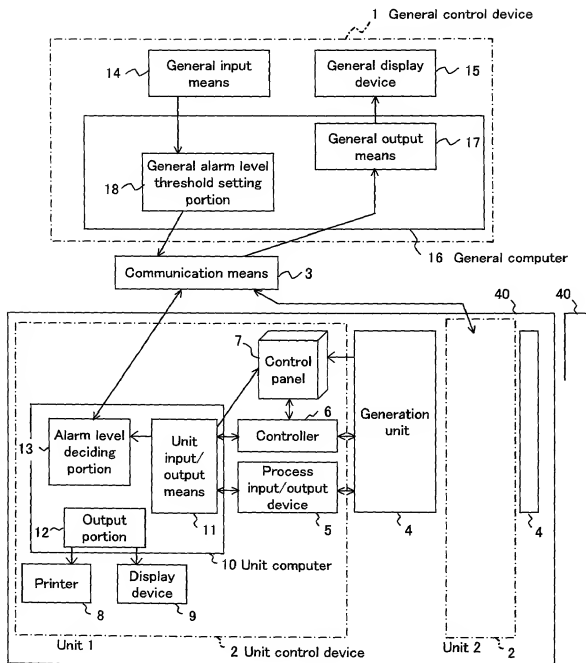 1 General control device
14
General input
means
General display
device
15
General output
means
17
General alarm level
threshold setting
portion
18
16 General computer
Communication means
3
40
40
7
Control
panel
6
Generation
unit
Alarm level
deciding
portion
13
Unit
input/
output
means
Controller
Process
input/output
device
12
Output
portion
11
5
4
4
10 Unit computer
Printer
Display
device
8
9
Unit 1
2 Unit control device
Unit 2
2